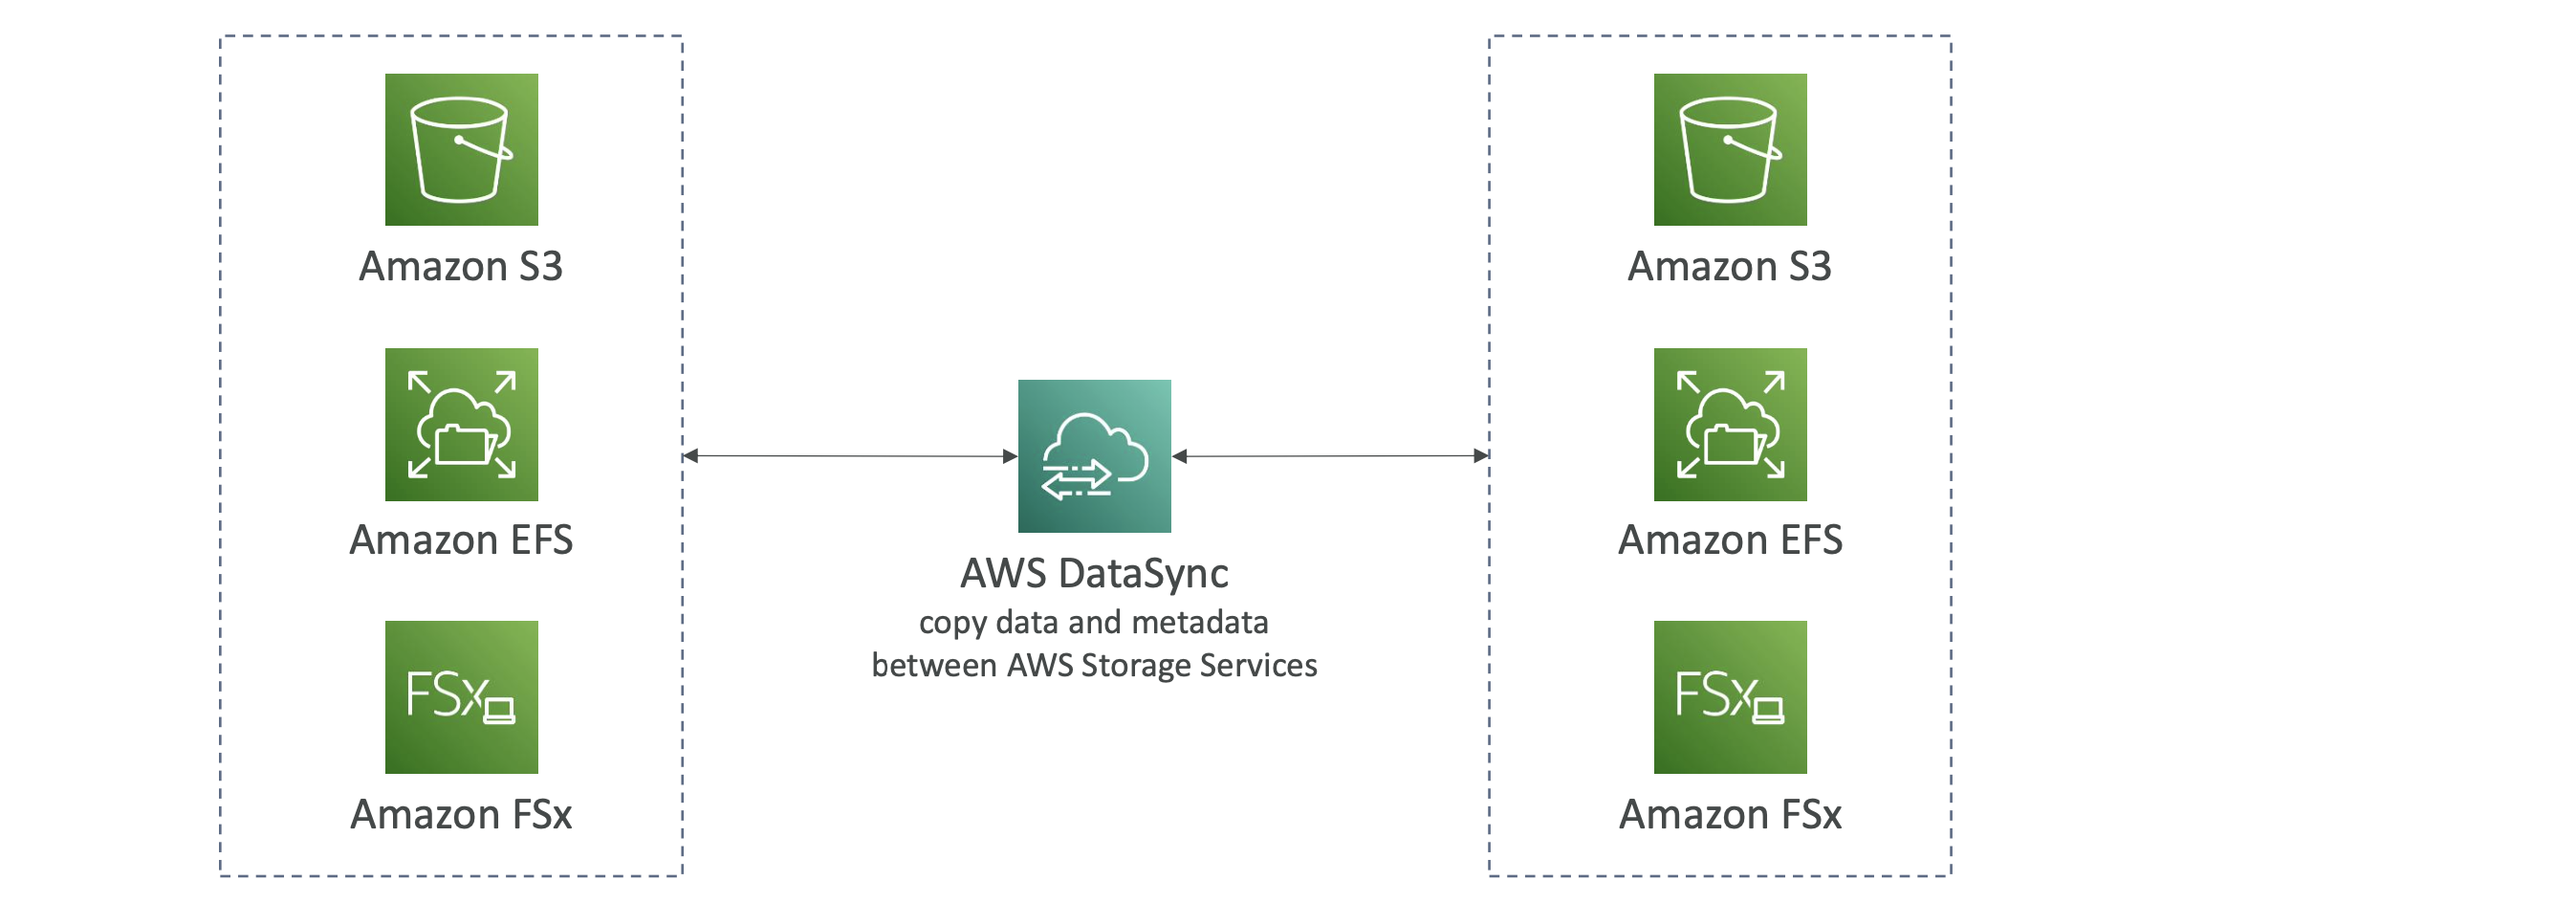 Amazon S3
Amazon EFS
FSx
Amazon FSx
AWS DataSync
copy data and metadata
between AWS Storage Services
Amazon S3
Amazon EFS
FSx
Amazon FSx